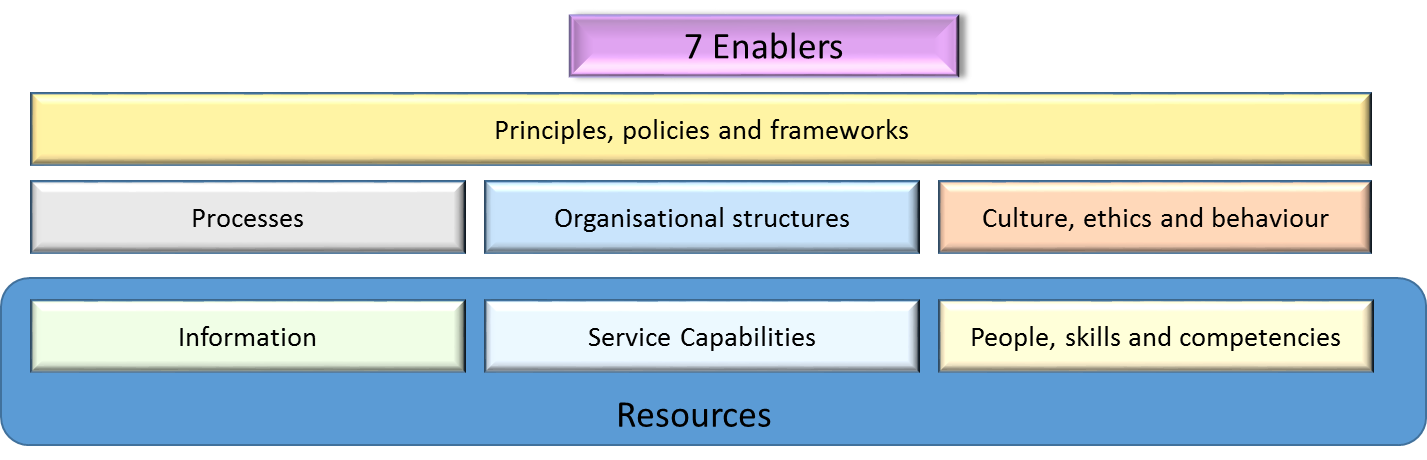 7 Enablers
Principles, policies and frameworks
Processes
Organisational structures
Culture, ethics and behaviour
Information
Service Capabilities
People, skills and competencies
Resources